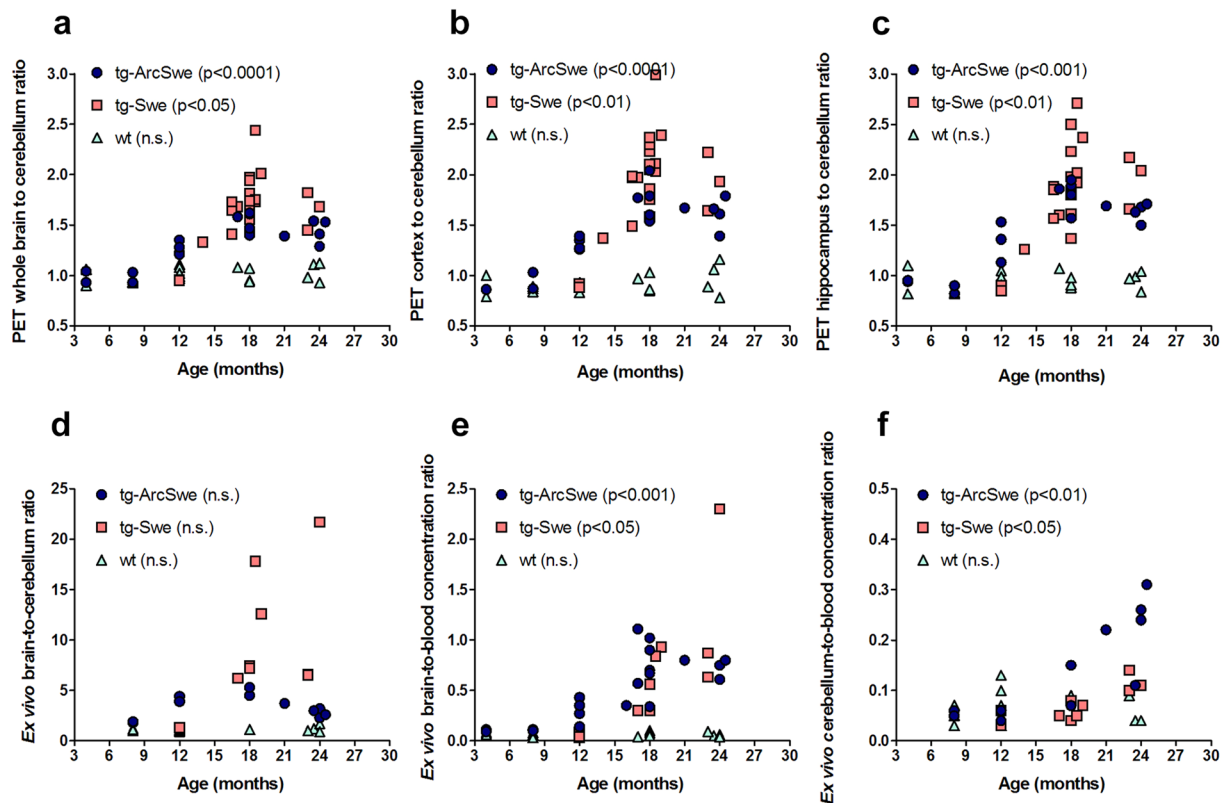 a
PET whole brain to cerebellum ratio
tg-ArcSwe (p<0.0001)
tg-Swe (p<0.05)
wt (n.s.)
3.0
2.5
2.0
1.5
1.0
0.5
3 6 9 12 15 18 21 24 27 30
Age (months)
b
PET cortex to cerebellum ratio
tg-ArcSwe (p<0.0001)
tg-Swe (p<0.01)
wt (n.s.)
3.0
2.5
2.0
1.5
1.0
0.5
3 6 9 12 15 18 21 24 27 30
Age (months)
c
PET hippocampus to cerebellum ratio
tg-ArcSwe (p<0.001)
tg-Swe (p<0.01)
wt (n.s.)
3.0
2.5
2.0
1.5
1.0
0.5
3 6 9 12 15 18 21 24 27 30
Age (months)
d
Ex vivo brain-to-cerebellum ratio
tg-ArcSwe (n.s.)
tg-Swe (n.s.)
wt (n.s.)
25
20
15
10
5
0
3 6 9 12 15 18 21 24 27 30
Age (months)
e
Ex vivo brain-to-blood concentration ratio
tg-ArcSwe (p<0.001)
tg-Swe (p<0.05)
wt (n.s.)
2.5
2.0
1.5
1.0
0.5
0.0
3 6 9 12 15 18 21 24 27 30
Age (months)
f
Ex vivo cerebellum-to-blood concentration ratio
tg-ArcSwe (p<0.01)
tg-Swe (p<0.05)
wt (n.s.)
0.5
0.4
0.3
0.2
0.1
0.0
3 6 9 12 15 18 21 24 27 30
Age (months)